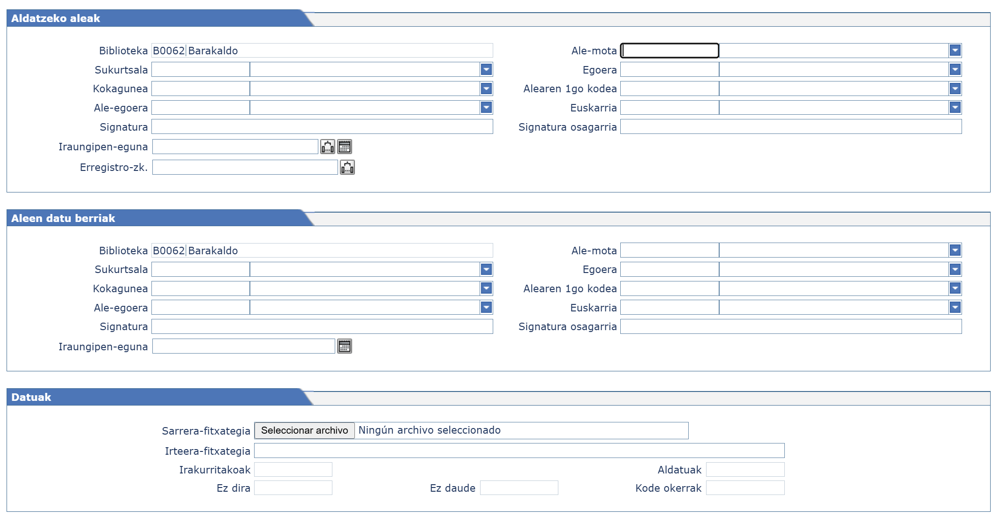 Aldatzeko aleak
Biblioteka B0062 Barakaldo Ale-mota
Sukurtsala Egoera
Kokagunea Alearen 1go kodea
Ale-egoera Euskarria
Signatura Signatura osagarria
Iraungipen-eguna
Erregistro-zk.
Aleen datu berriak
Biblioteka B0062 Barakaldo Ale-mota
Sukurtsala Egoera
Kokagunea Alearen 1go kodea
Ale-egoera Euskarria
Signatura Signatura osagarria
Iraungipen-eguna
Datuak
Sarrera-fitxategia Seleccionar archivo Ningún archivo seleccionado
Irteera-fitxategia
Irakurritakoak Aldatuak
Ez dira Ez daude Kode okerrak